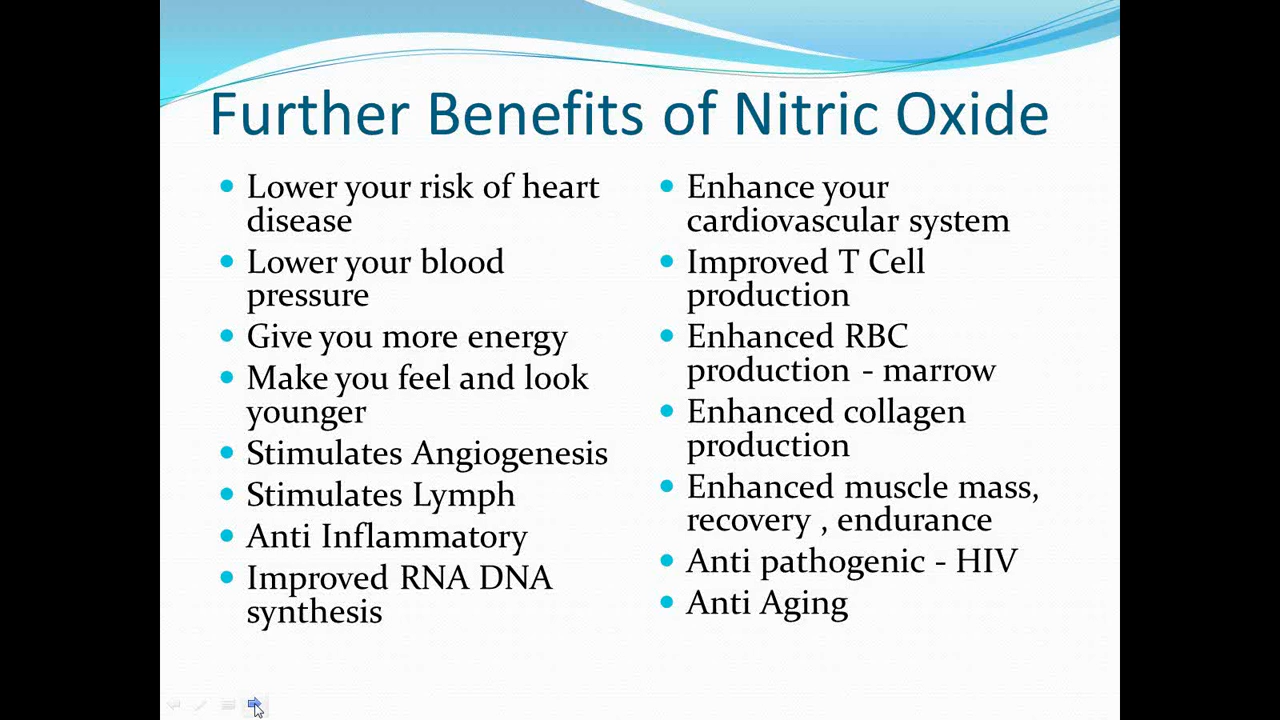 Further Benefits of Nitric Oxide
Lower your risk of heart
disease
Lower your blood
pressure
Give you more energy
Make you feel and look
younger
Stimulates Angiogenesis
Stimulates Lymph
Anti Inflammatory
Improved RNA DNA
synthesis
Enhance your
cardiovascular system
Improved T Cell
production
Enhanced RBC
production - marrow
Enhanced collagen
production
Enhanced muscle mass,
recovery , endurance
Anti pathogenic - HIV
Anti Aging